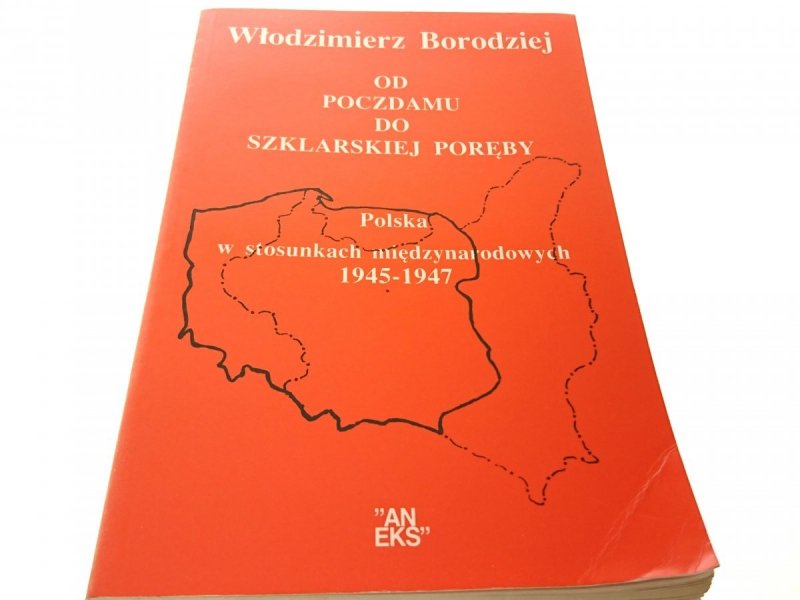 Włodzimierz Borodziej
OD
POCZDAMU
DO
SZKLARSKIEJ PORĘBY
Polska
w stosunkach międzynarodowych
1945-1947
"AN
EKS"